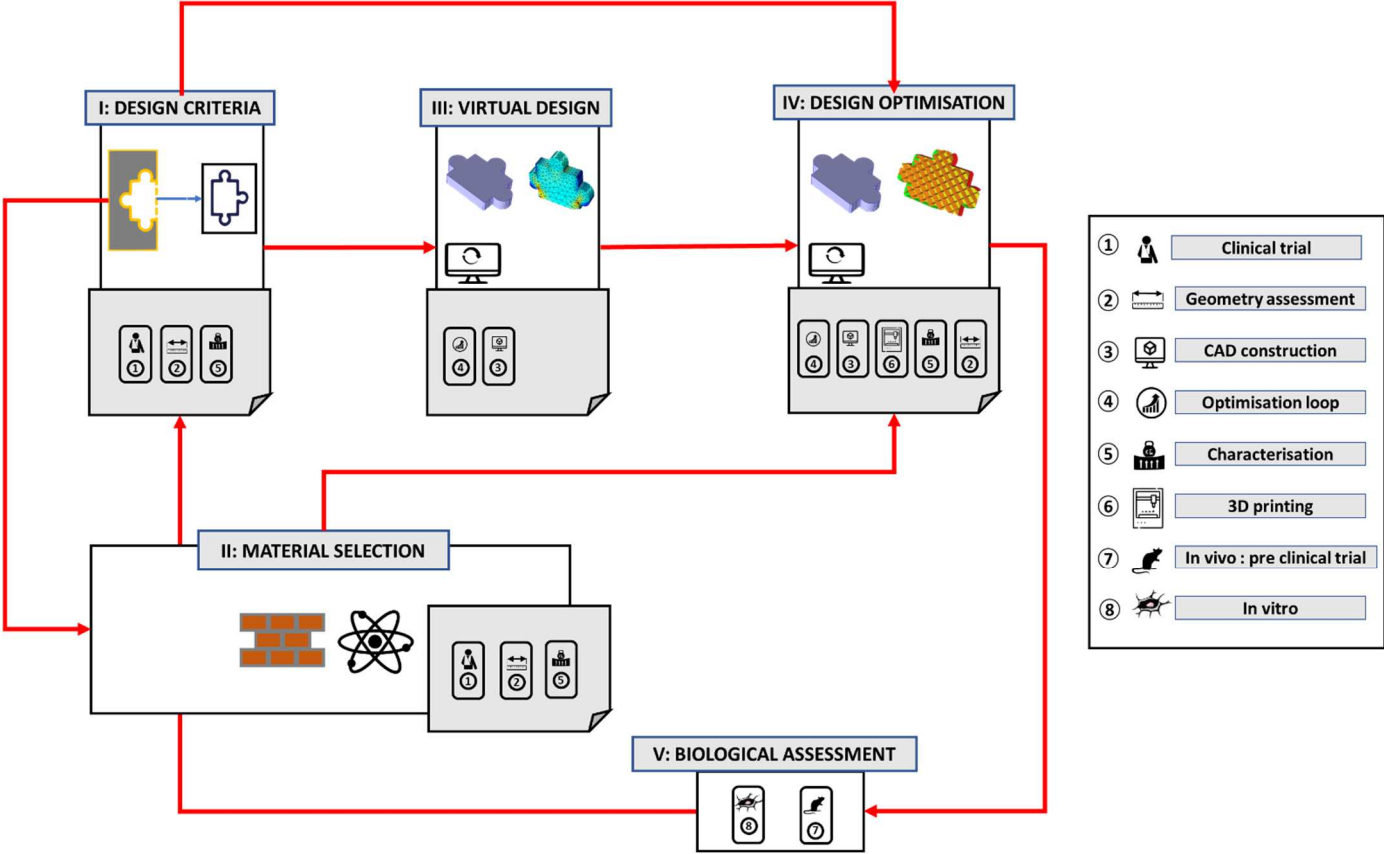 I: DESIGN CRITERIA
III: VIRTUAL DESIGN
IV: DESIGN OPTIMISATION
1 2 5
4 3
4 3 6 5 2
II: MATERIAL SELECTION
1 2 5
V: BIOLOGICAL ASSESSMENT
8 7
1 Clinical trial
2 Geometry assessment
3 CAD construction
4 Optimisation loop
5 Characterisation
6 3D printing
7 In vivo : pre clinical trial
8 In vitro